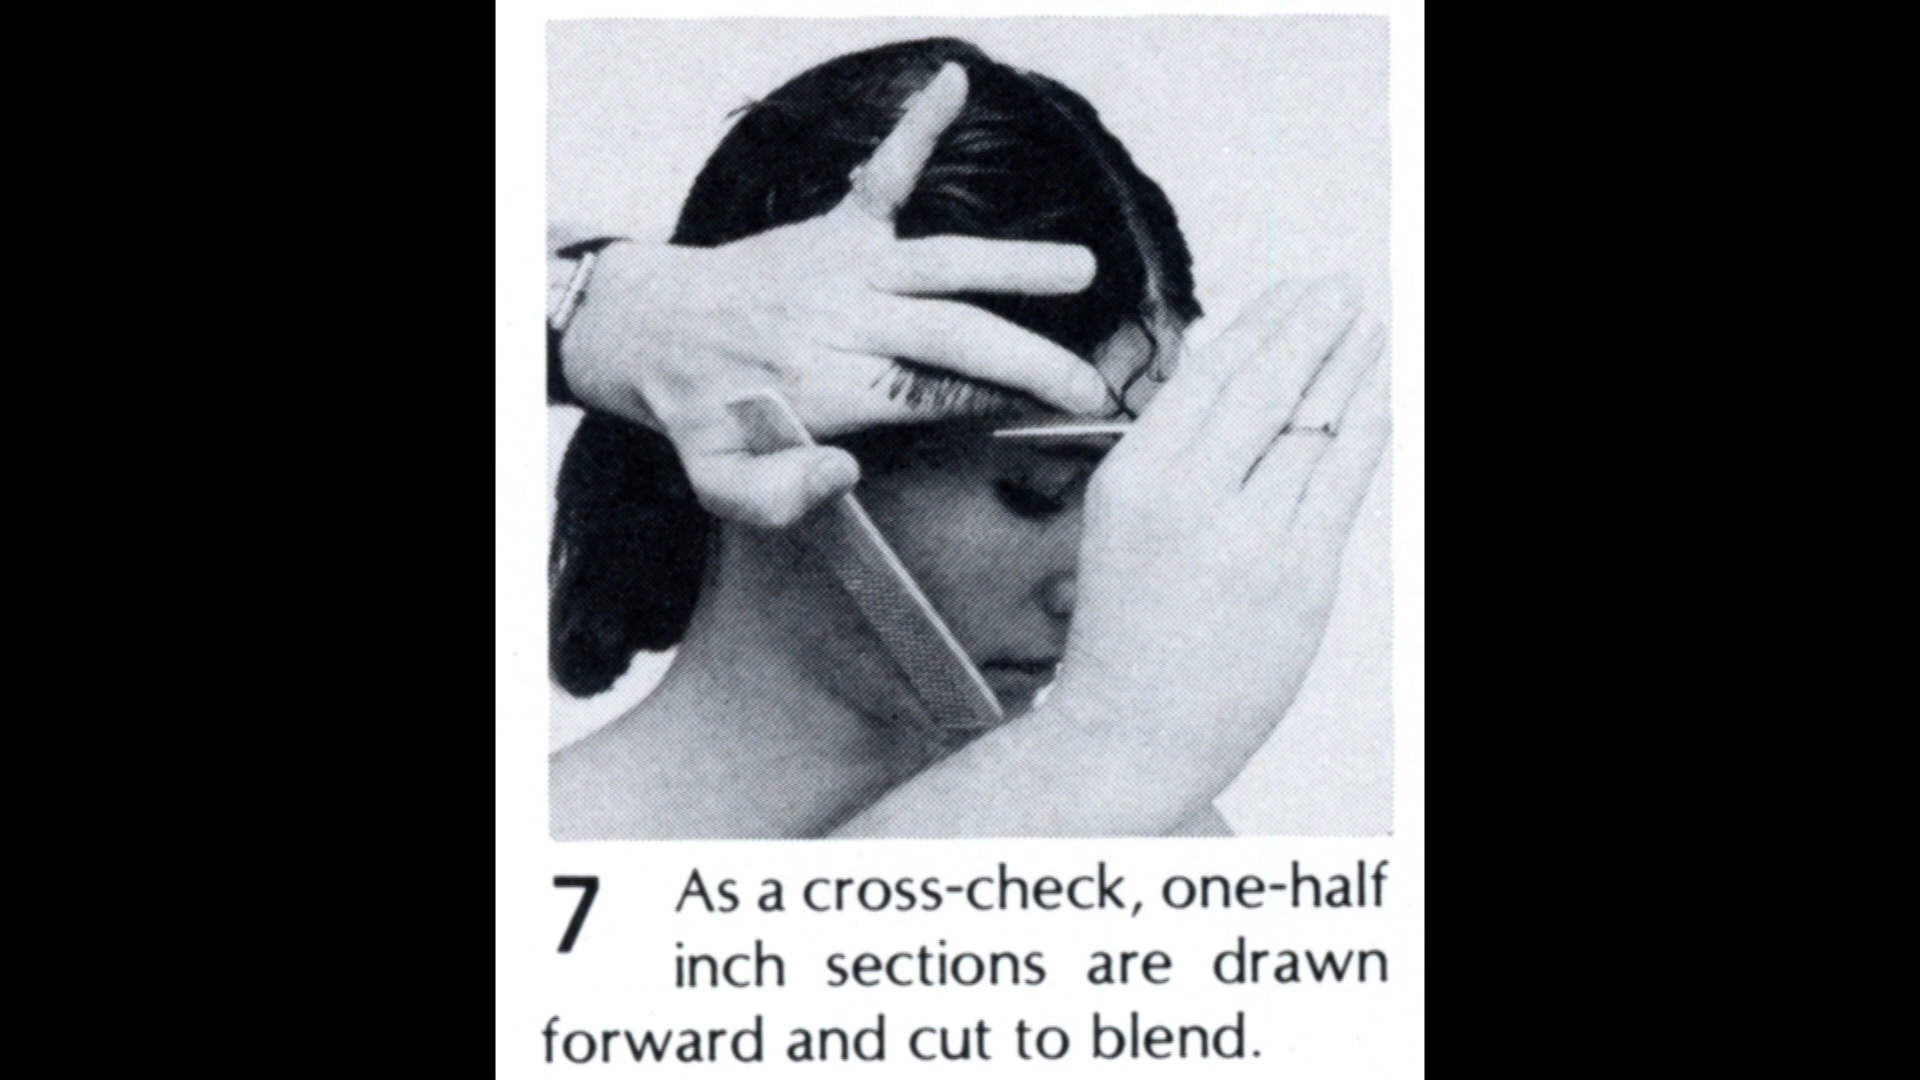 7 As a cross-check, one-half
inch sections are drawn
forward and cut to blend.